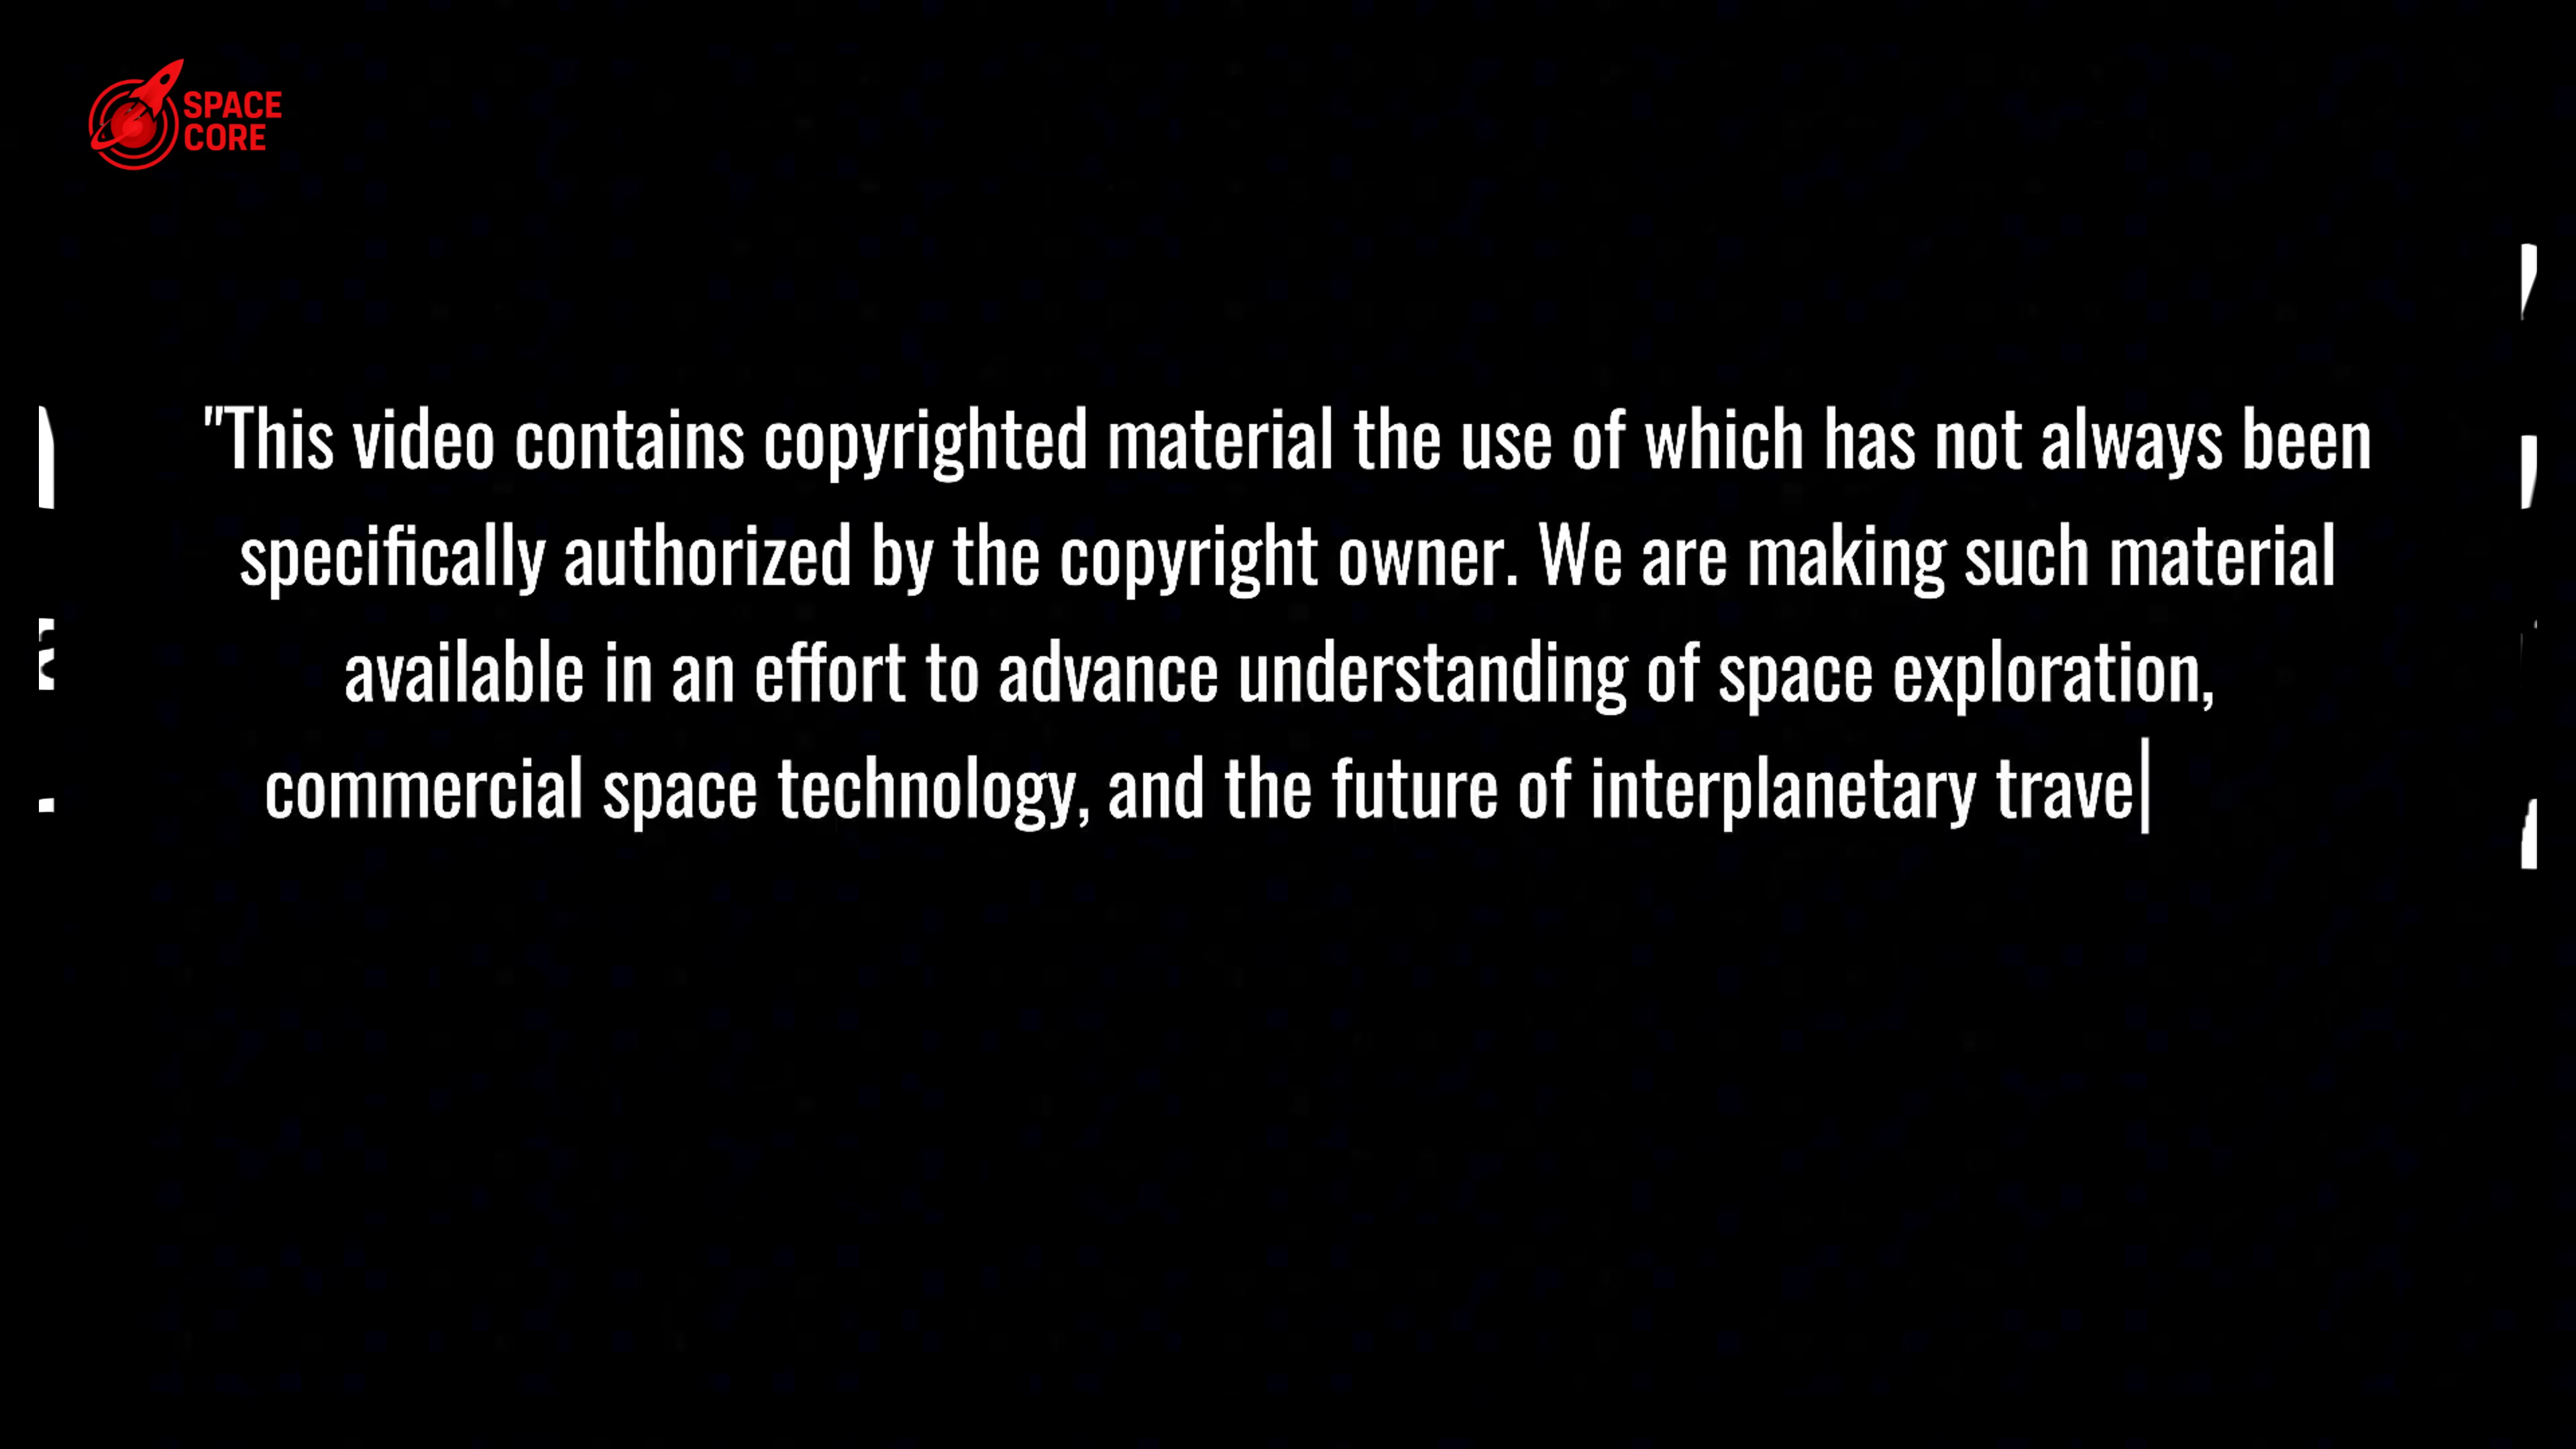 SPACE
CORE
"This video contains copyrighted material the use of which has not always been
specifically authorized by the copyright owner. We are making such material
available in an effort to advance understanding of space exploration,
commercial space technology, and the future of interplanetary trave